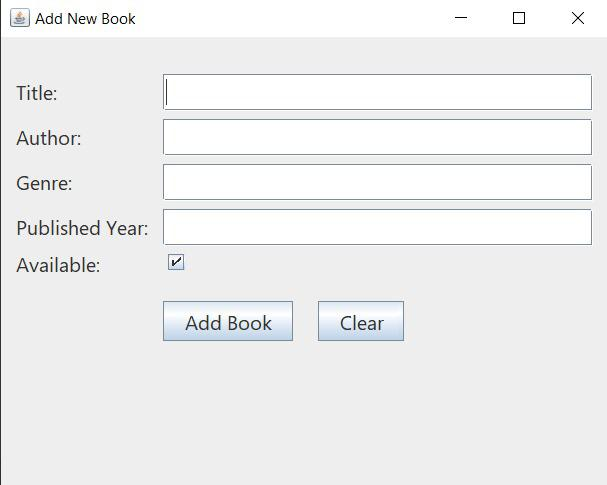 Add New Book
Title:
Author:
Genre:
Published Year:
Available:
Add Book Clear